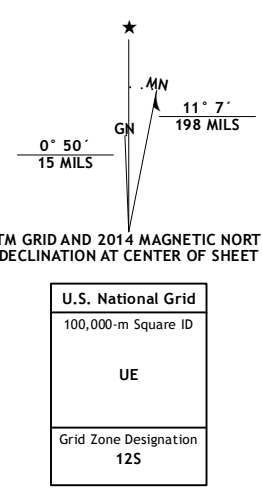 MN
11° 7´
198 MILS
GN
0° 50´
15 MILS
TM GRID AND 2014 MAGNETIC NORT
DECLINATION AT CENTER OF SHEET
U.S. National Grid
100,000-m Square ID
UE
Grid Zone Designation
12S